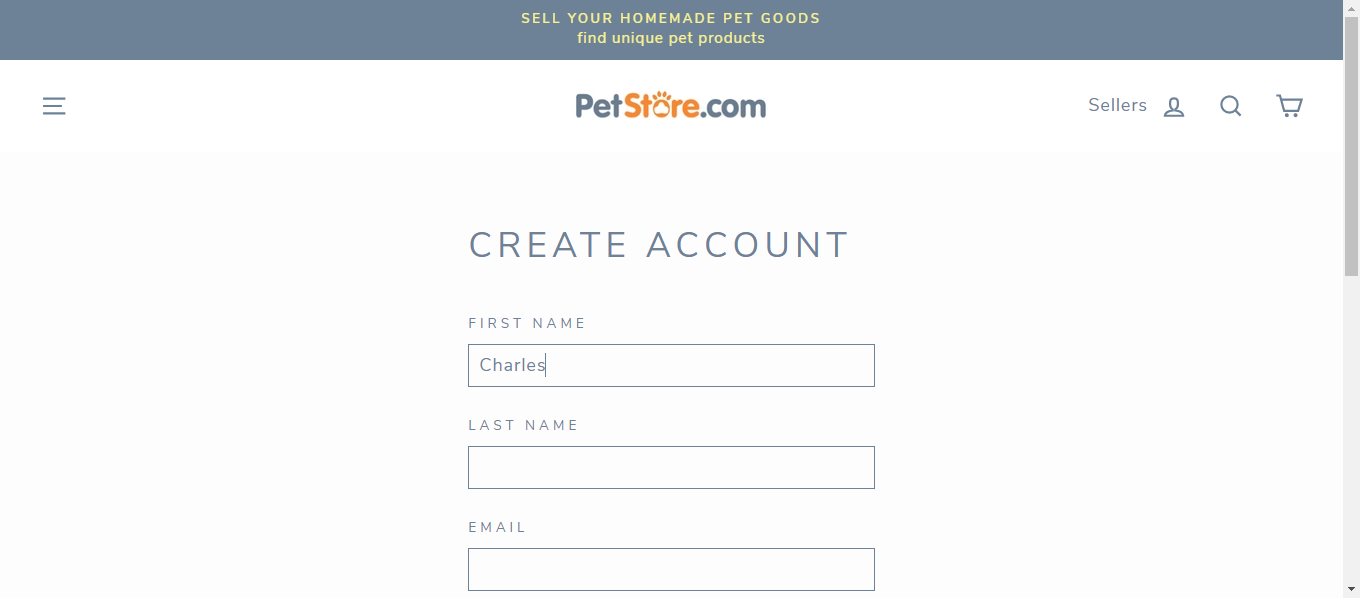 SELL YOUR HOMEMADE PET GOODS
find unique pet products
PetStore.com
Sellers
CREATE ACCOUNT
FIRST NAME
Charles
LAST NAME
EMAIL